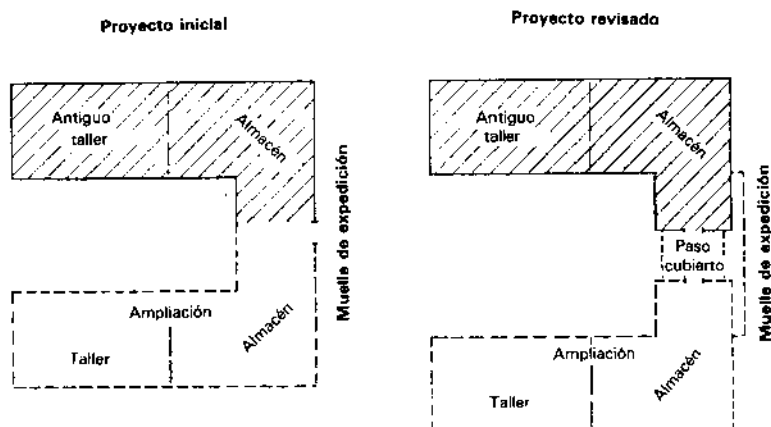 Proyecto inicial
Antiguo
taller
Almacén
Muelle de expedición
Ampliación
Almacén
Taller
Proyecto revisado
Antiguo
taller
Almacén
Muelle de expedición
Paso
cubierto
Ampliación
Almacén
Taller